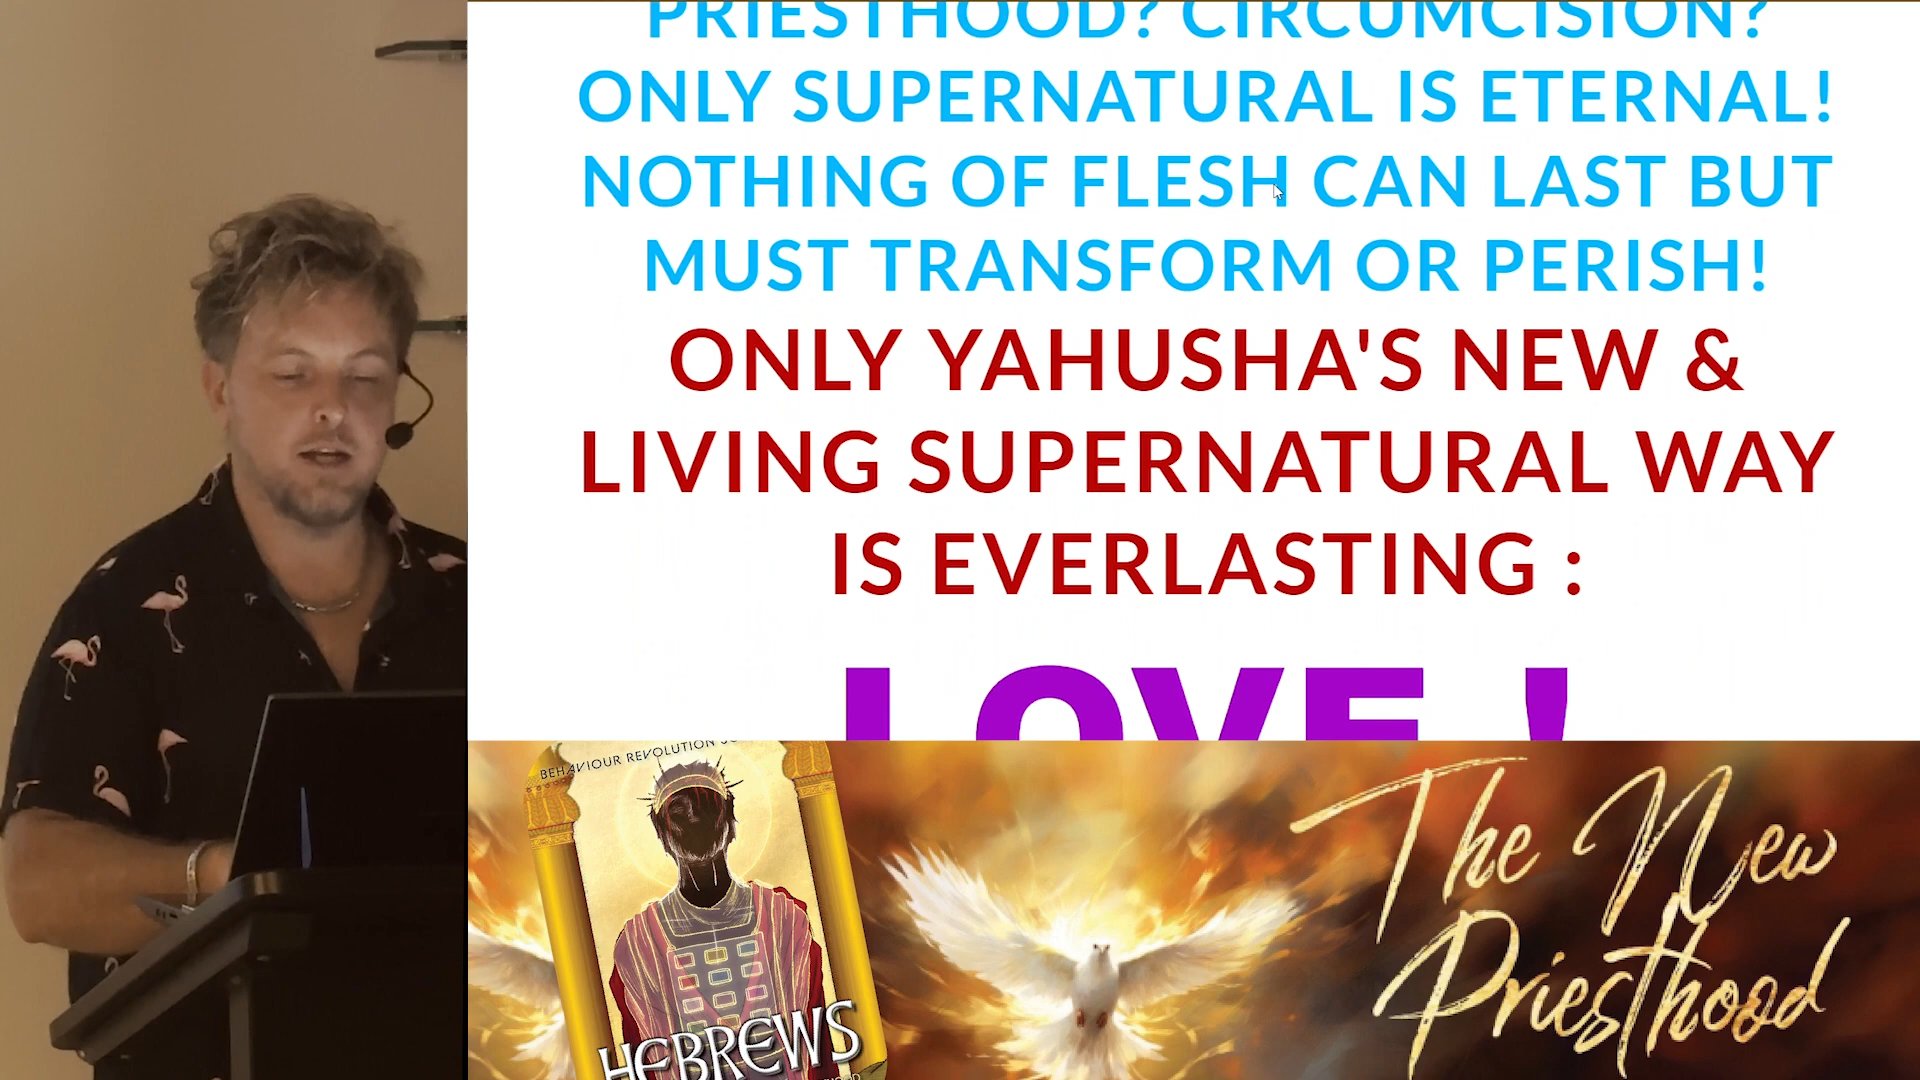 PRIESTHOOD? CIRCUMCISION?
ONLY SUPERNATURAL IS ETERNAL!
NOTHING OF FLESH CAN LAST BUT
MUST TRANSFORM OR PERISH!
ONLY YAHUSHA'S NEW &
LIVING SUPERNATURAL WAY
IS EVERLASTING :
LOVE !
BEHAVIOUR REVOLUTION
HEBREWS
The New
Priesthood